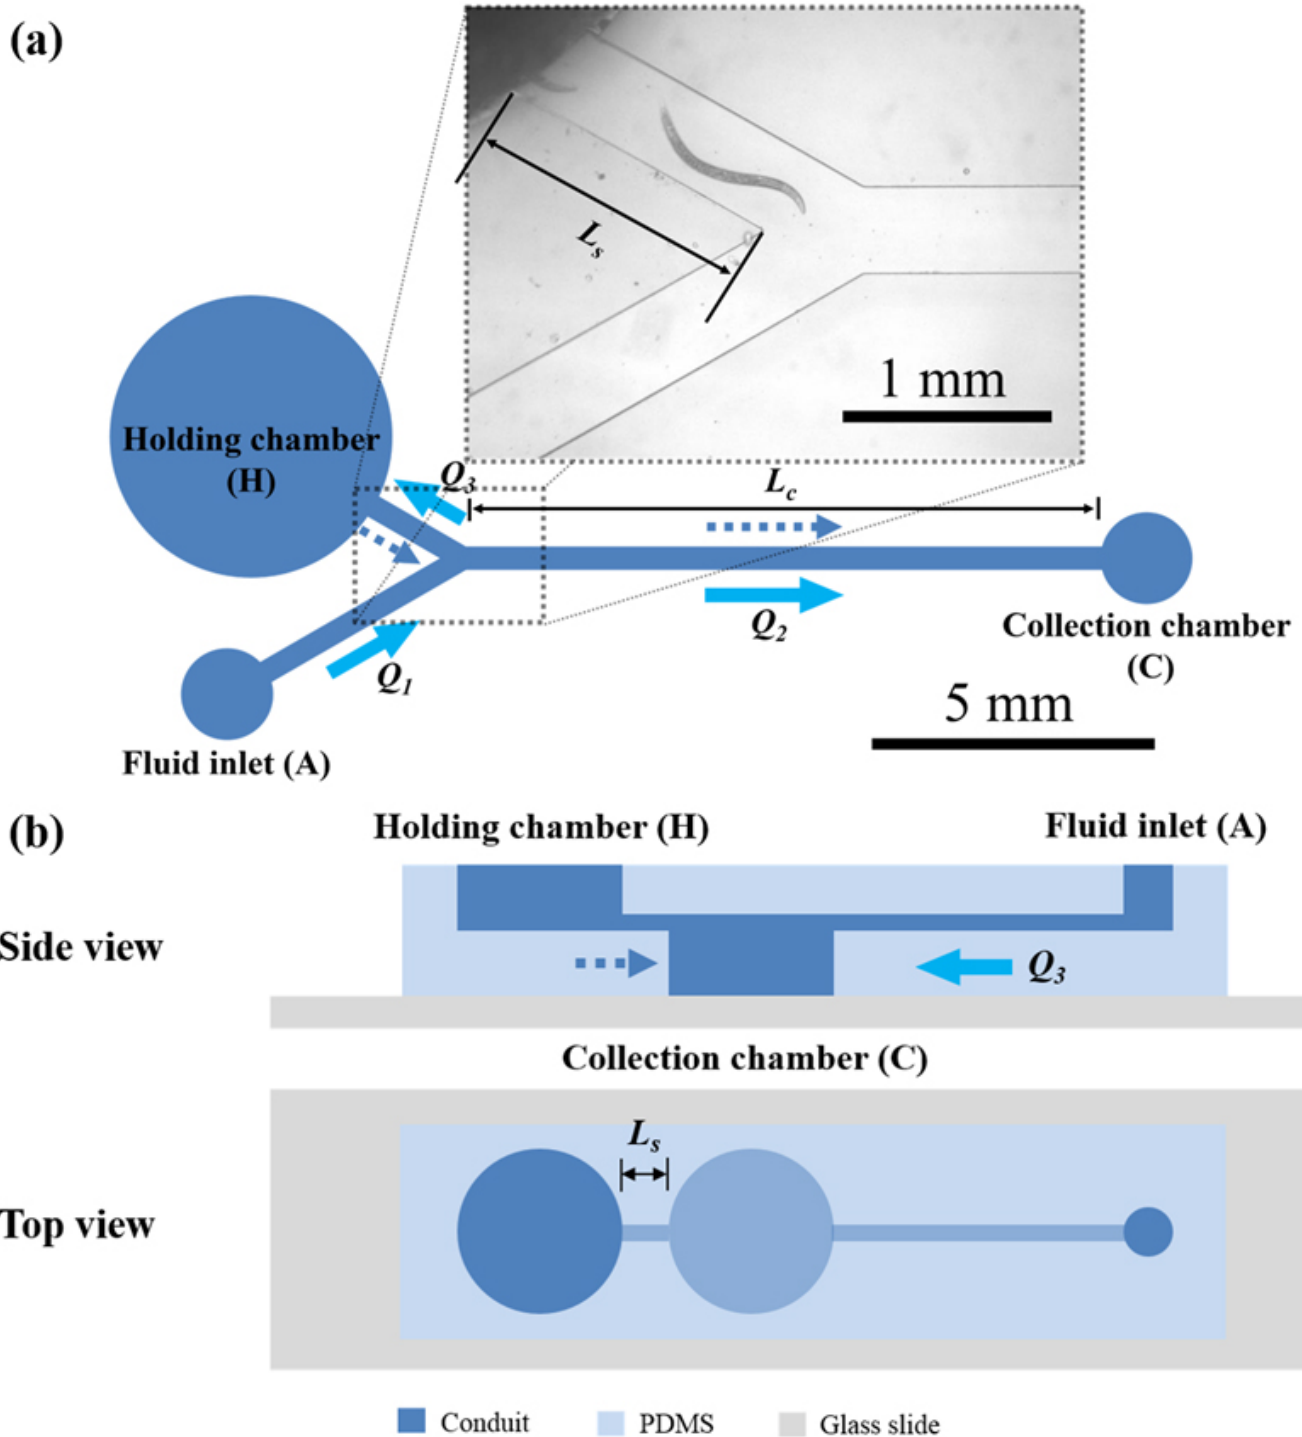 (a)
Ls
1 mm
Holding chamber
(H)
Q3
Lc
Q2
Collection chamber
(C)
Q1
5 mm
Fluid inlet (A)
(b)
Holding chamber (H)
Fluid inlet (A)
Side view
Q3
Collection chamber (C)
Ls
Top view
Conduit
PDMS
Glass slide